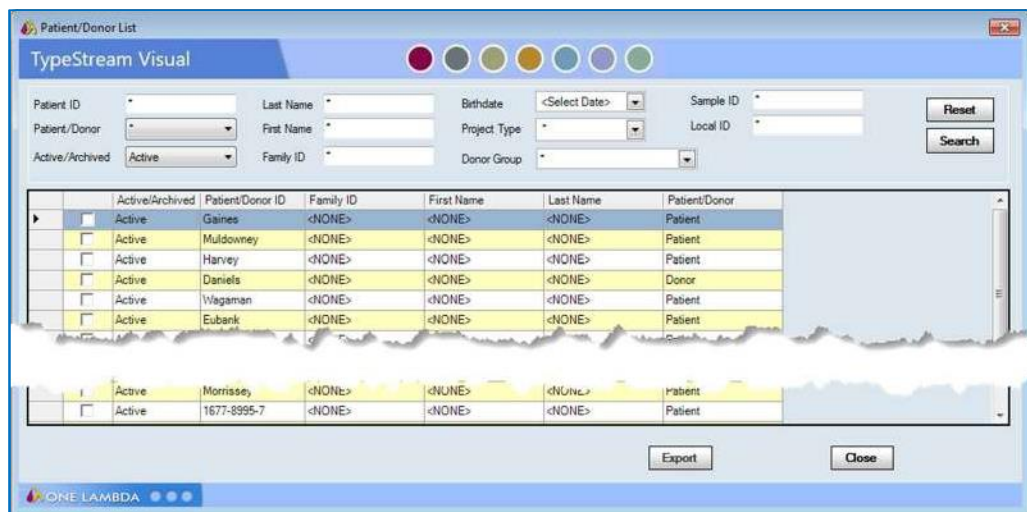 Patient/Donor List
TypeStream Visual
Patient ID * Last Name * Birthdate <Select Date> Sample ID *
Patient/Donor * First Name * Project Type * Local ID * Reset
Active/Archived Active Family ID * Donor Group * Search
Active/Archived Patient/Donor ID Family ID First Name Last Name Patient/Donor
Active Gaines <NONE> <NONE> <NONE> Patient
Active Muldowney <NONE> <NONE> <NONE> Patient
Active Harvey <NONE> <NONE> <NONE> Patient
Active Daniels <NONE> <NONE> <NONE> Donor
Active Wagaman <NONE> <NONE> <NONE> Patient
Active Eubank <NONE> <NONE> <NONE> Patient
Active Morrissey <NONE> <NONE> <NONE> Patient
Active 1677-8995-7 <NONE> <NONE> <NONE> Patient
Export Close
ONE LAMBDA